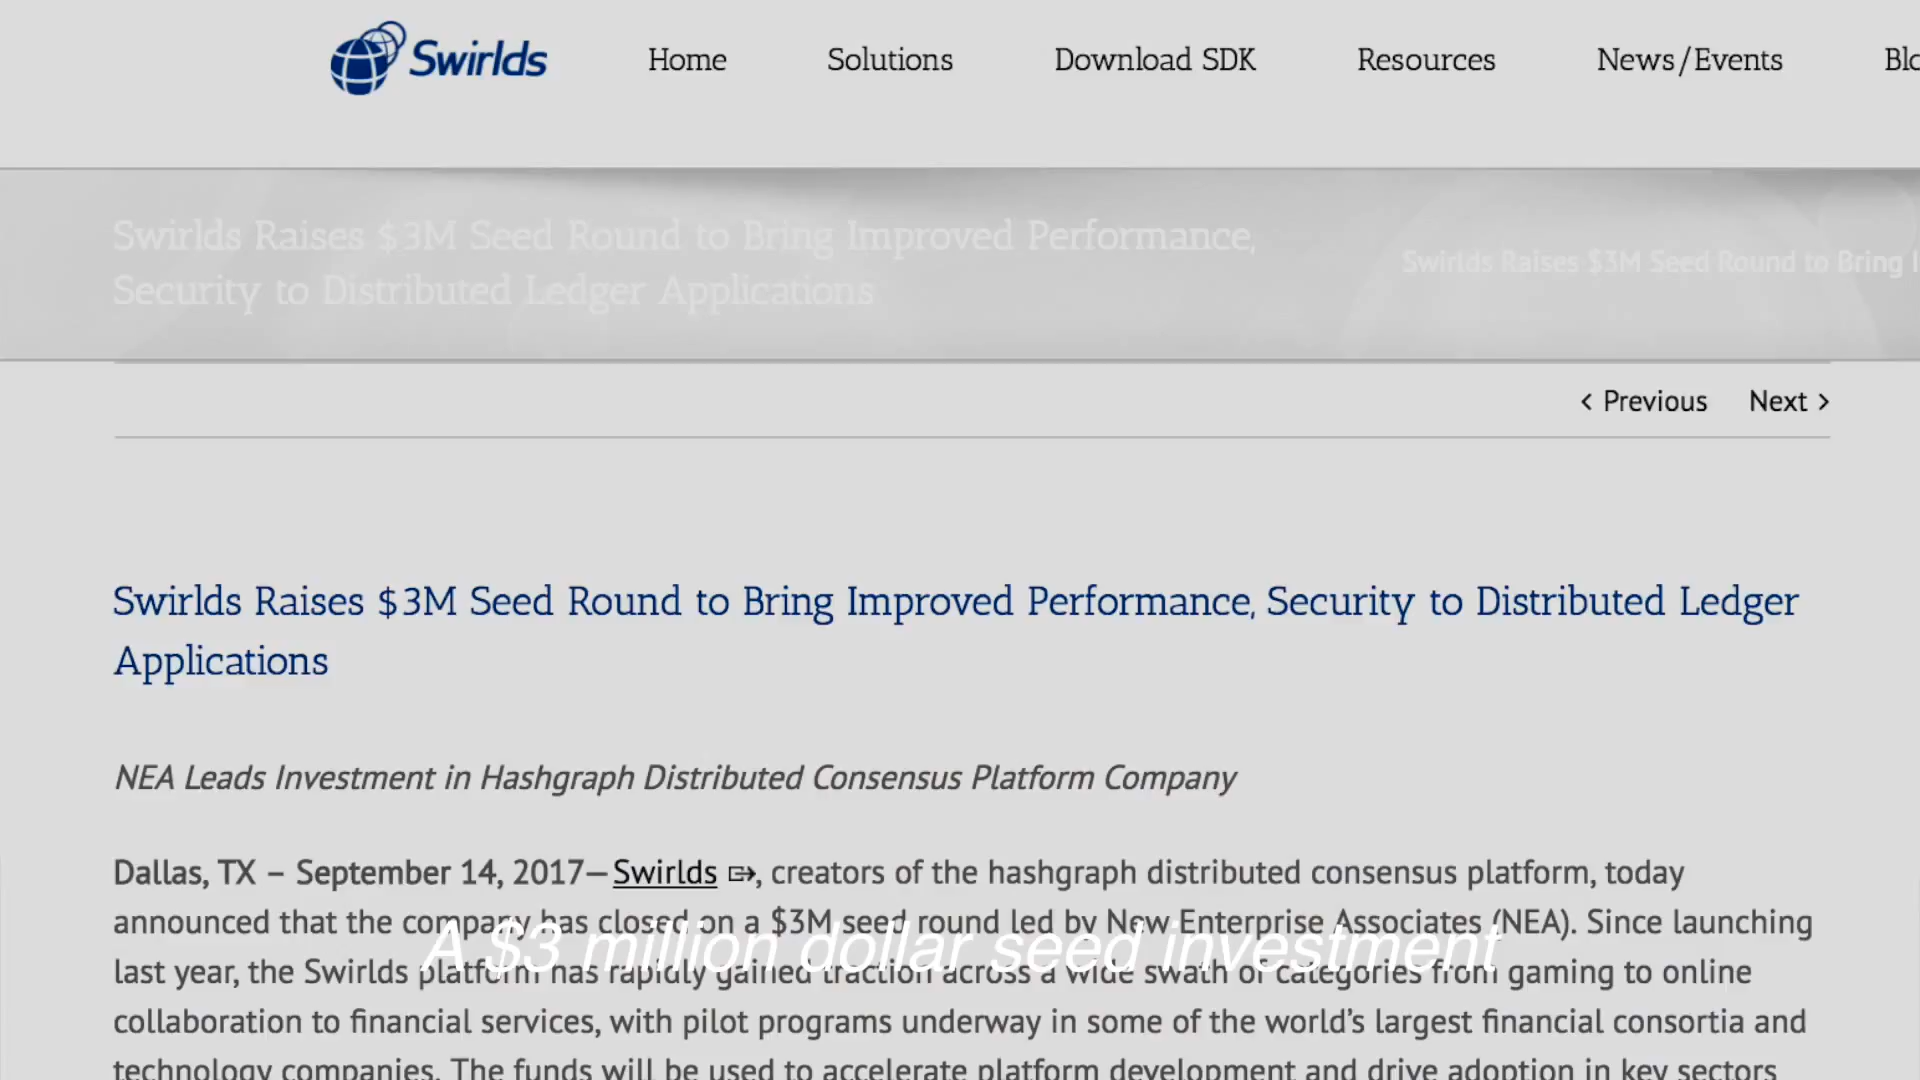 Swirlds
Home
Solutions
Download SDK
Resources
News/Events
Swirlds Raises $3M Seed Round to Bring Improved Performance,
Security to Distributed Ledger Applications
Swirlds Raises $3M Seed Round to Bring
< Previous
Next >
Swirlds Raises $3M Seed Round to Bring Improved Performance, Security to Distributed Ledger
Applications
NEA Leads Investment in Hashgraph Distributed Consensus Platform Company
Dallas, TX – September 14, 2017—Swirlds, creators of the hashgraph distributed consensus platform, today
announced that the company has closed on a $3M seed round led by New Enterprise Associates (NEA). Since launching
A $3 million dollar seed investment
last year, the Swirlds platform has rapidly gained traction across a wide swath of categories from gaming to online
collaboration to financial services, with pilot programs underway in some of the world's largest financial consortia and
technology companies. The funds will be used to accelerate platform development and drive adoption in key sectors